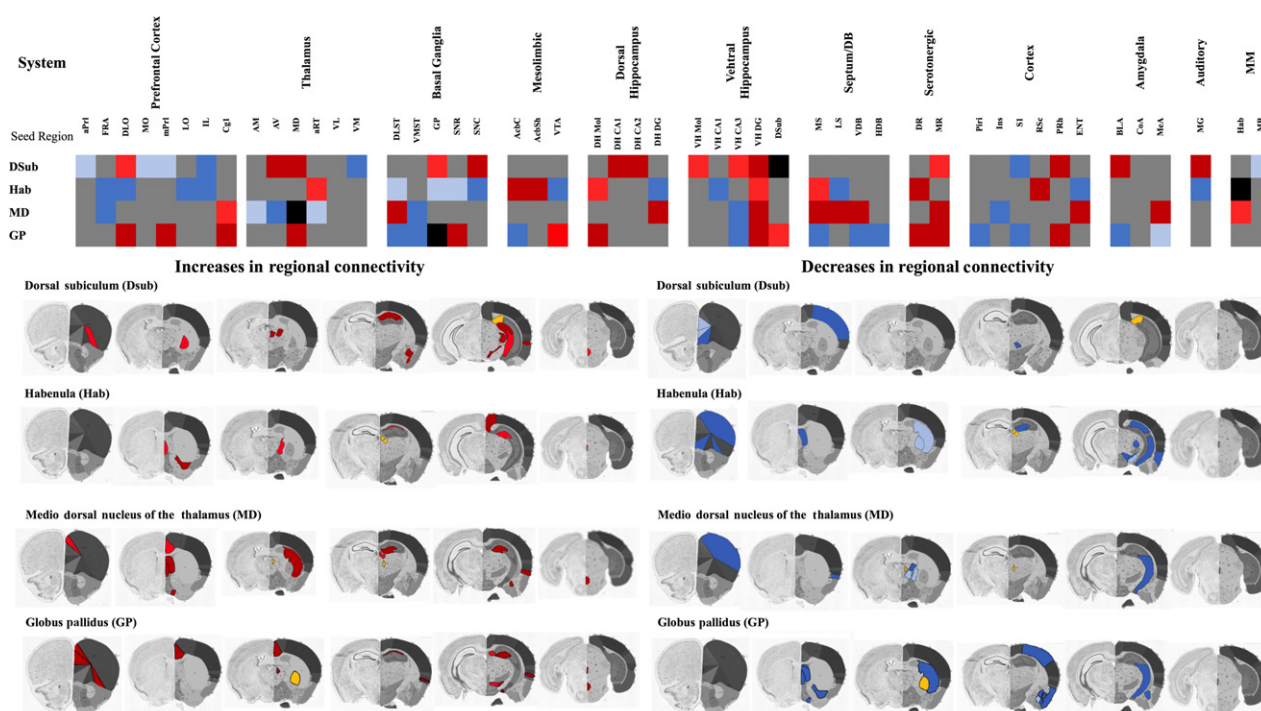 System
Prefrontal Cortex
Thalamus
Basal Ganglia
Mesolimbic
Dorsal Hippocampus
Vehtral Hippocampus
Septum/DB
Serotonergic
Cortex
Amygdala
Auditory
MM
Seed Region
aPrl FRA DLO MO mPrl LO IL Cg1 AM AV MD aRT VL VM DLST VMST GP SNR SNC AcbC AcbSh VTA DH Mol DH CA1 DH CA2 DH DG VH Mol VH CA1 VH CA3 VH DG DSub MS LS VDB HDB DR MR Piri Ins S1 RSc PRh ENT BLA CoA MeA MG Hab MB
DSub
Hab
MD
GP
Increases in regional connectivity
Decreases in regional connectivity
Dorsal subiculum (Dsub)
Dorsal subiculum (Dsub)
Habenula (Hab)
Habenula (Hab)
Medio dorsal nucleus of the thalamus (MD)
Medio dorsal nucleus of the thalamus (MD)
Globus pallidus (GP)
Globus pallidus (GP)